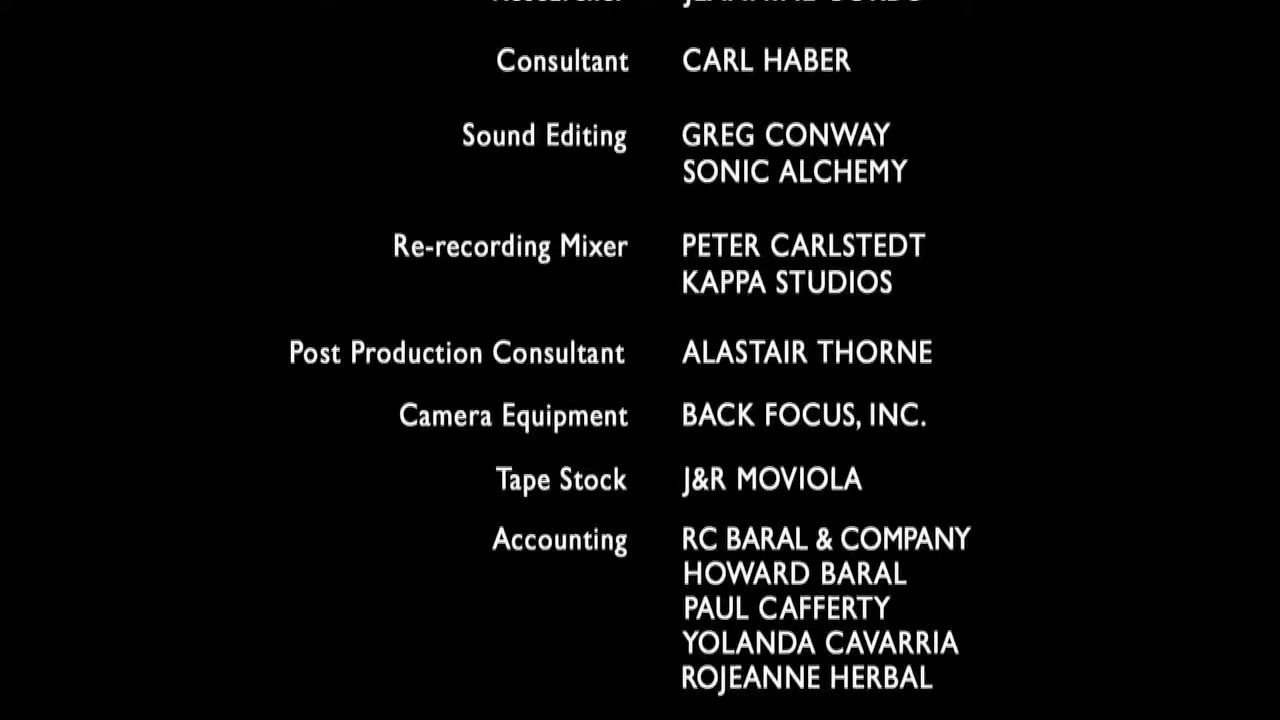 Consultant CARL HABER
Sound Editing GREG CONWAY
SONIC ALCHEMY
Re-recording Mixer PETER CARLSTEDT
KAPPA STUDIOS
Post Production Consultant ALASTAIR THORNE
Camera Equipment BACK FOCUS, INC.
Tape Stock J&R MOVIOLA
Accounting RC BARAL & COMPANY
HOWARD BARAL
PAUL CAFFERTY
YOLANDA CAVARRIA
ROJEANNE HERBAL